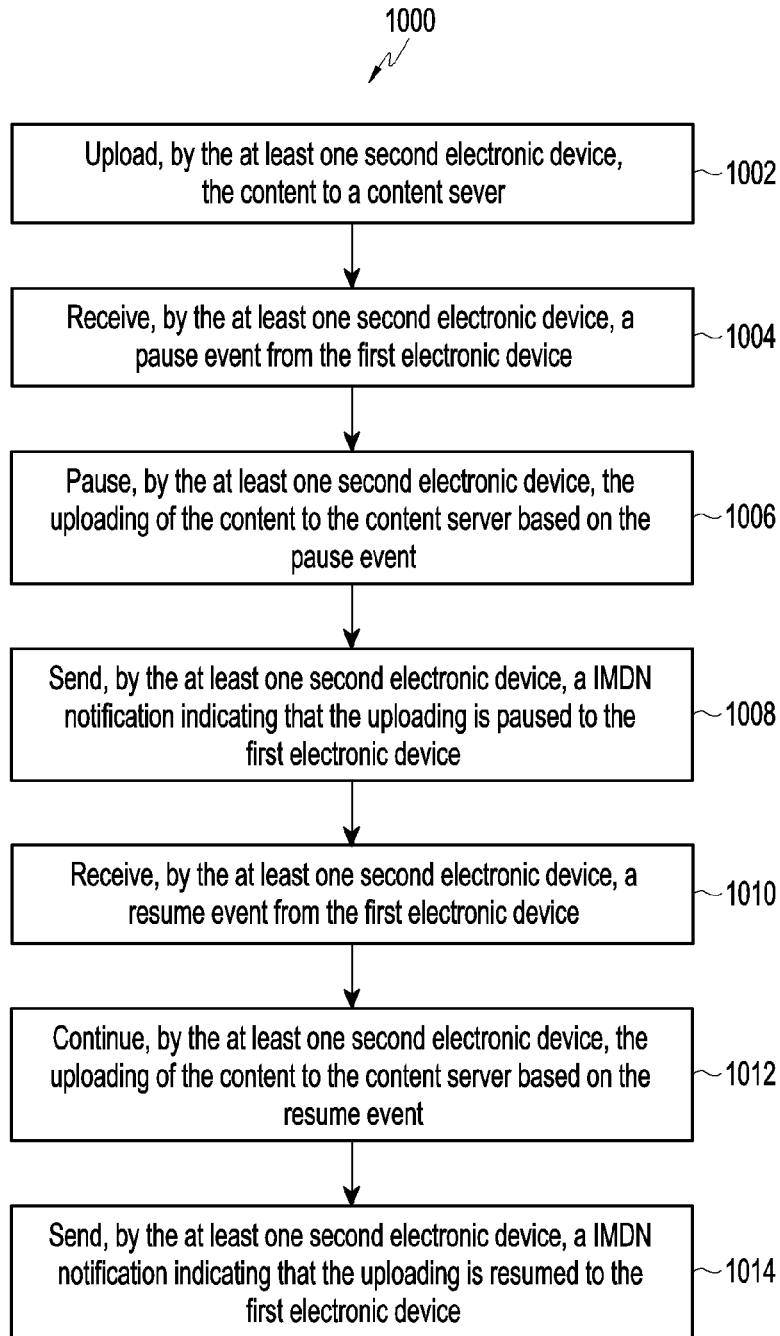 1000
Upload, by the at least one second electronic device,
the content to a content sever
1002
Receive, by the at least one second electronic device, a
pause event from the first electronic device
1004
Pause, by the at least one second electronic device, the
uploading of the content to the content server based on the
pause event
1006
Send, by the at least one second electronic device, a IMDN
notification indicating that the uploading is paused to the
first electronic device
1008
Receive, by the at least one second electronic device, a
resume event from the first electronic device
1010
Continue, by the at least one second electronic device, the
uploading of the content to the content server based on the
resume event
1012
Send, by the at least one second electronic device, a IMDN
notification indicating that the uploading is resumed to the
first electronic device
1014